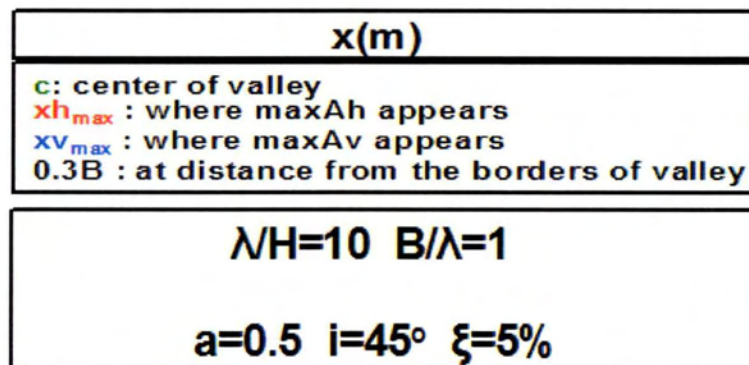 x(m)
c: center of valley
xhmax : where maxAh appears
xvmax : where maxAv appears
0.3B : at distance from the borders of valley
λ/H=10 B/λ=1
a=0.5 i=45º ξ=5%